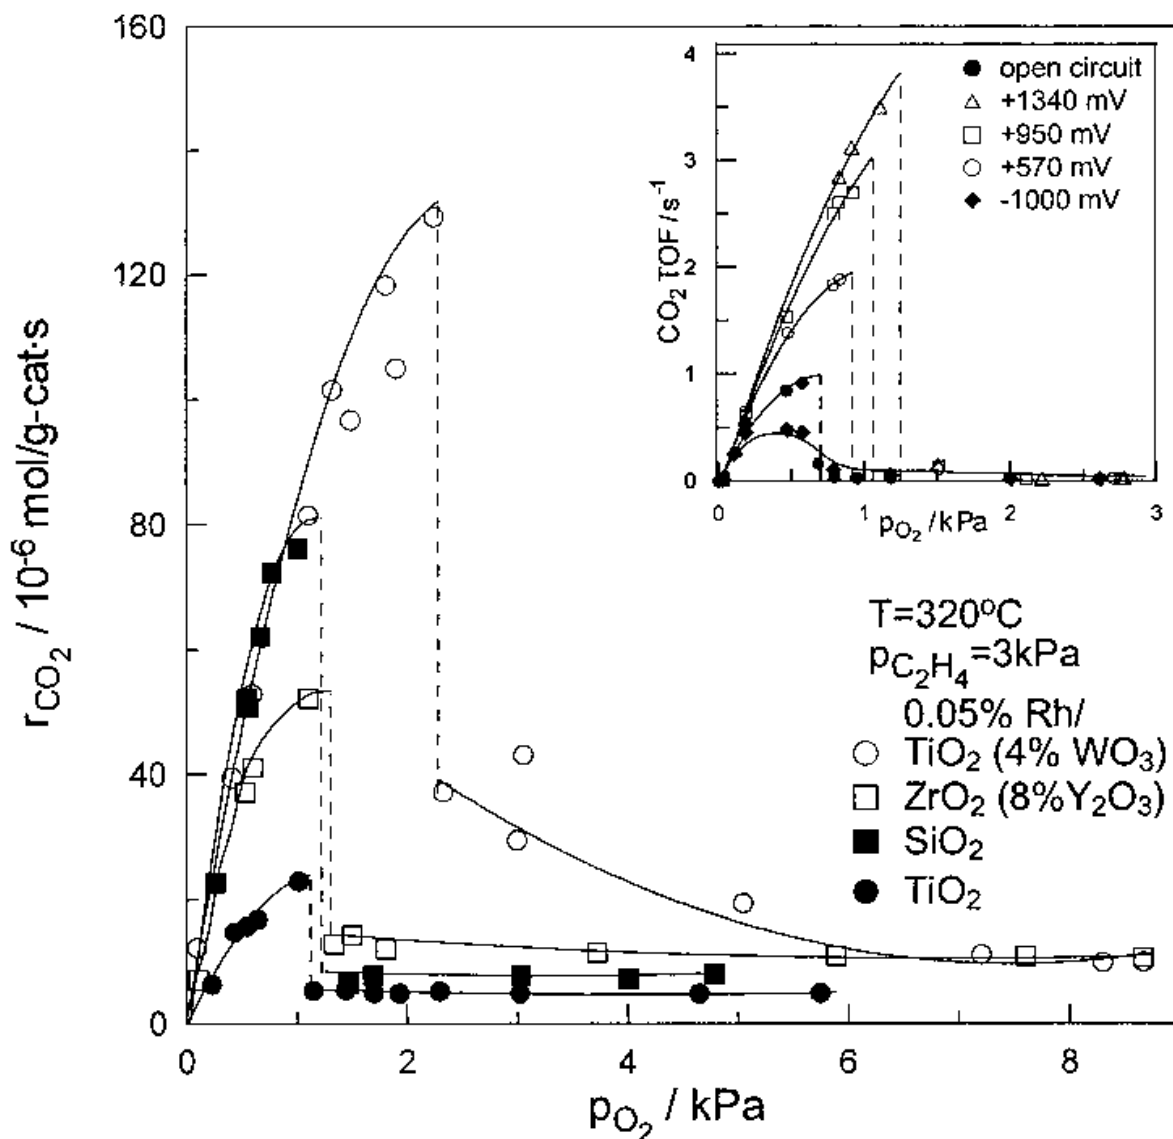 160
120
80
40
0
r_CO₂ / 10⁻⁶ mol/g-cat·s
0 2 4 6 8
p_O₂ / kPa
4
3
2
1
0
CO₂ TOF / s⁻¹
0 1 2 3
p_O₂ / kPa
open circuit
+1340 mV
+950 mV
+570 mV
-1000 mV
T=320°C
p_C₂H₄=3kPa
0.05% Rh/
TiO₂ (4% WO₃)
ZrO₂ (8%Y₂O₃)
SiO₂
TiO₂